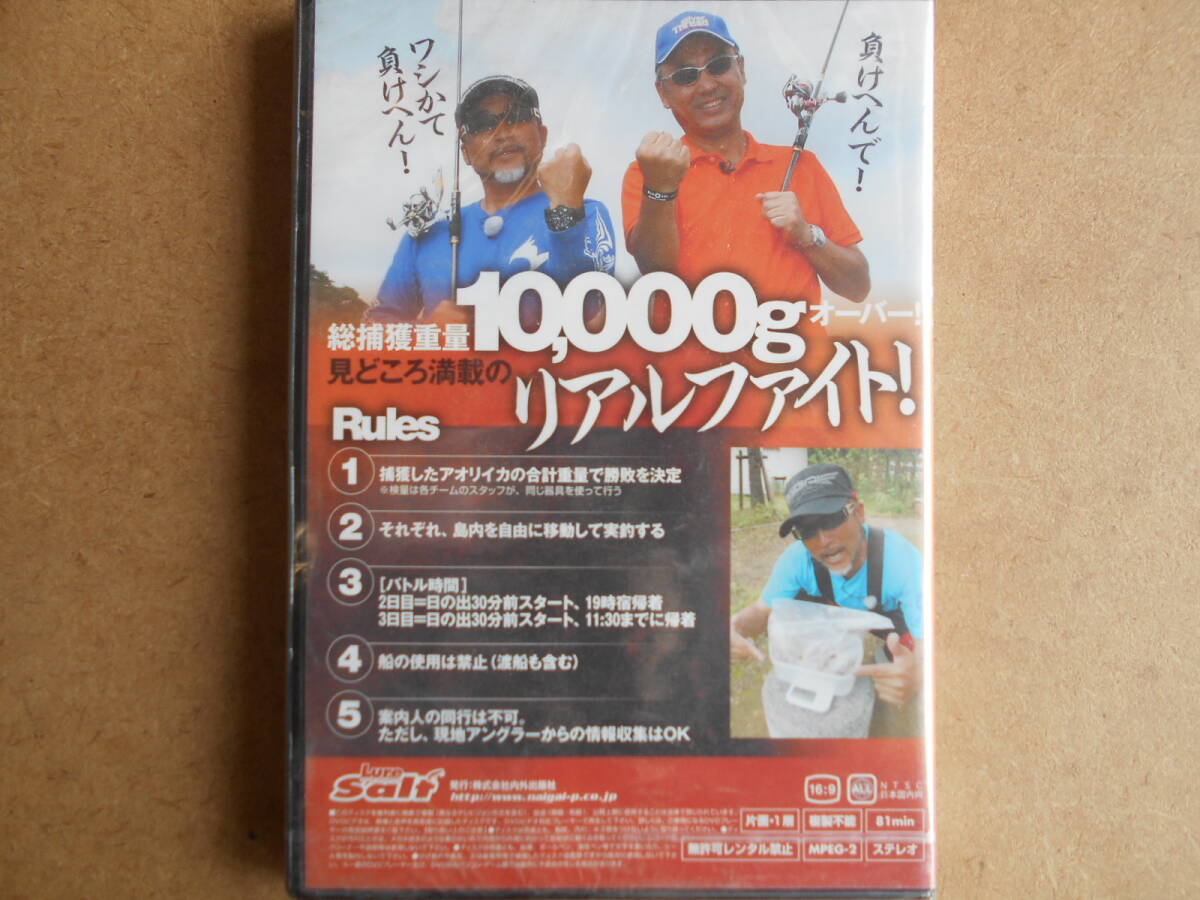 ワシかて
負けへん！
負けへんで！
Silver
Thread
総捕獲重量10,000gオーバー！
見どころ満載の
リアルファイト！
Rules
1 捕獲したアオリイカの合計重量で勝敗を決定
※検量は各チームのスタッフが、同じ器具を使って行う
2 それぞれ、島内を自由に移動して実釣する
3 [バトル時間]
2日目=日の出30分前スタート、19時宿帰着
3日目=日の出30分前スタート、11:30までに帰着
4 船の使用は禁止（渡船も含む）
5 案内人の同行は不可。
ただし、現地アングラーからの情報収集はOK
Lure
Salt
発行:株式会社内外出版社
http://www.naigai-p.co.jp
16:9
ALL
NTSC
日本国内向
片面・1層
複製不能
81min
無許可レンタル禁止
MPEG-2
ステレオ